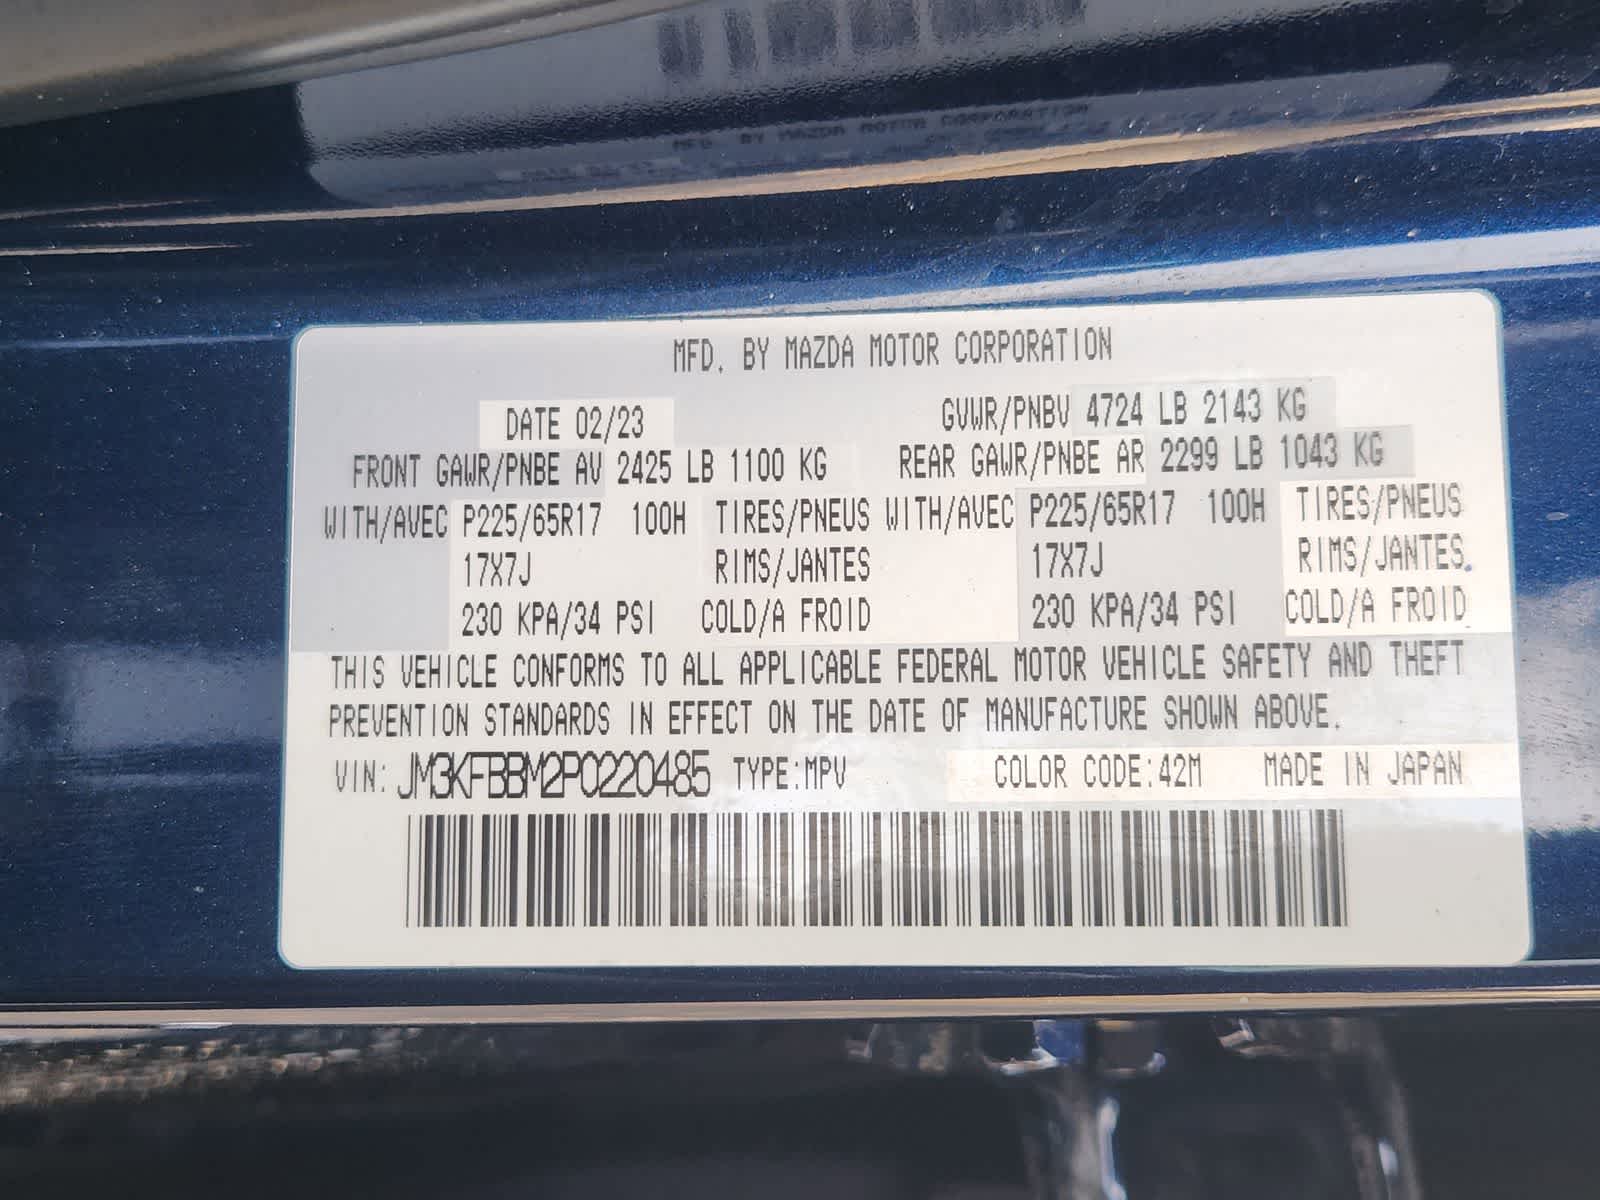 MFD. BY MAZDA MOTOR CORPORATION
MFD. BY MAZDA MOTOR CORPORATION
DATE 02/23 GVWR/PNBV 4724 LB 2143 KG
FRONT GAWR/PNBE AV 2425 LB 1100 KG REAR GAWR/PNBE AR 2299 LB 1043 KG
WITH/AVEC P225/65R17 100H TIRES/PNEUS WITH/AVEC P225/65R17 100H TIRES/PNEUS
17X7J RIMS/JANTES 17X7J RIMS/JANTES
230 KPA/34 PSI COLD/A FROID 230 KPA/34 PSI COLD/A FROID
THIS VEHICLE CONFORMS TO ALL APPLICABLE FEDERAL MOTOR VEHICLE SAFETY AND THEFT
PREVENTION STANDARDS IN EFFECT ON THE DATE OF MANUFACTURE SHOWN ABOVE.
VIN: JM3KFBBM2P0220485 TYPE:MPV COLOR CODE:42M MADE IN JAPAN